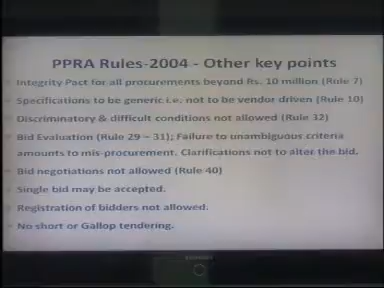 PPRA Rules-2004 - Other key points
Integrity Pact for all procurements beyond Rs. 10 million (Rule 7)
Specifications to be generic i.e. not to be vendor driven (Rule 10)
Discriminatory & difficult conditions not allowed (Rule 32)
Bid Evaluation (Rule 29 – 31); Failure to unambiguous criteria
amounts to mis-procurement. Clarifications not to alter the bid.
Bid negotiations not allowed (Rule 40)
Single bid may be accepted.
Registration of bidders not allowed.
No short or Gallop tendering.